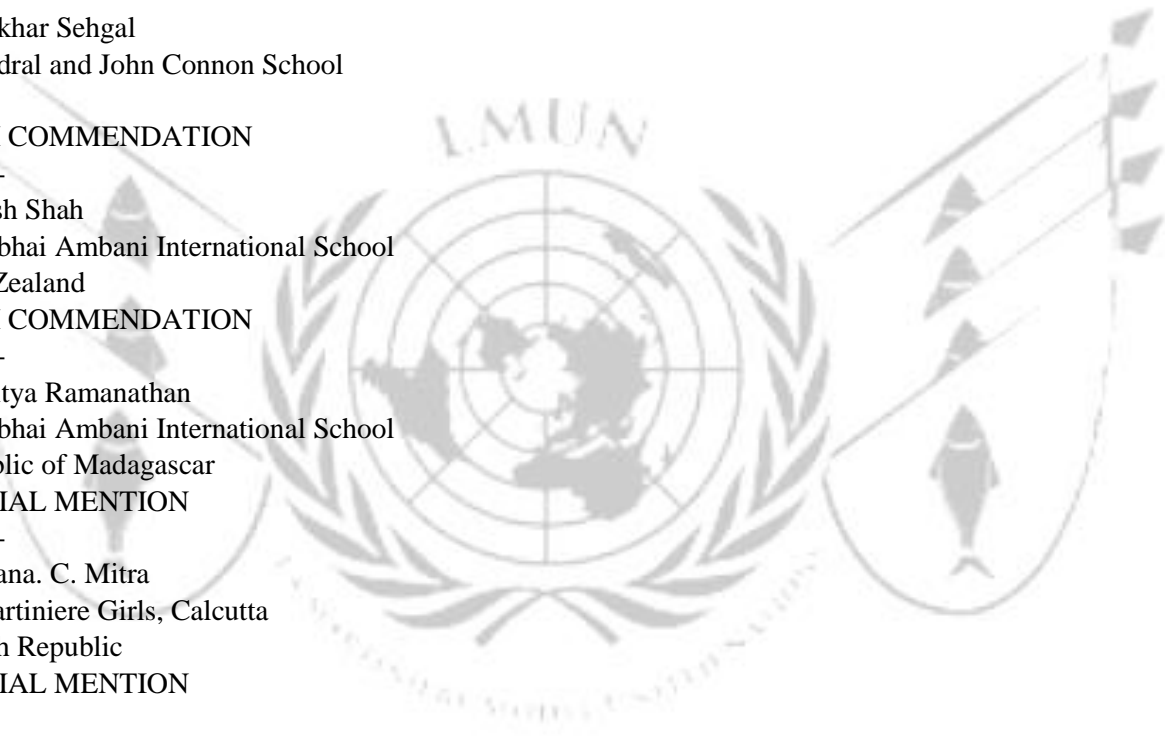 khar Sehgal
dral and John Connon School
COMMENDATION
-
sh Shah
bhai Ambani International School
Zealand
COMMENDATION
-
tya Ramanathan
bhai Ambani International School
blic of Madagascar
IAL MENTION
-
ana. C. Mitra
artiniere Girls, Calcutta
h Republic
IAL MENTION
LMUN